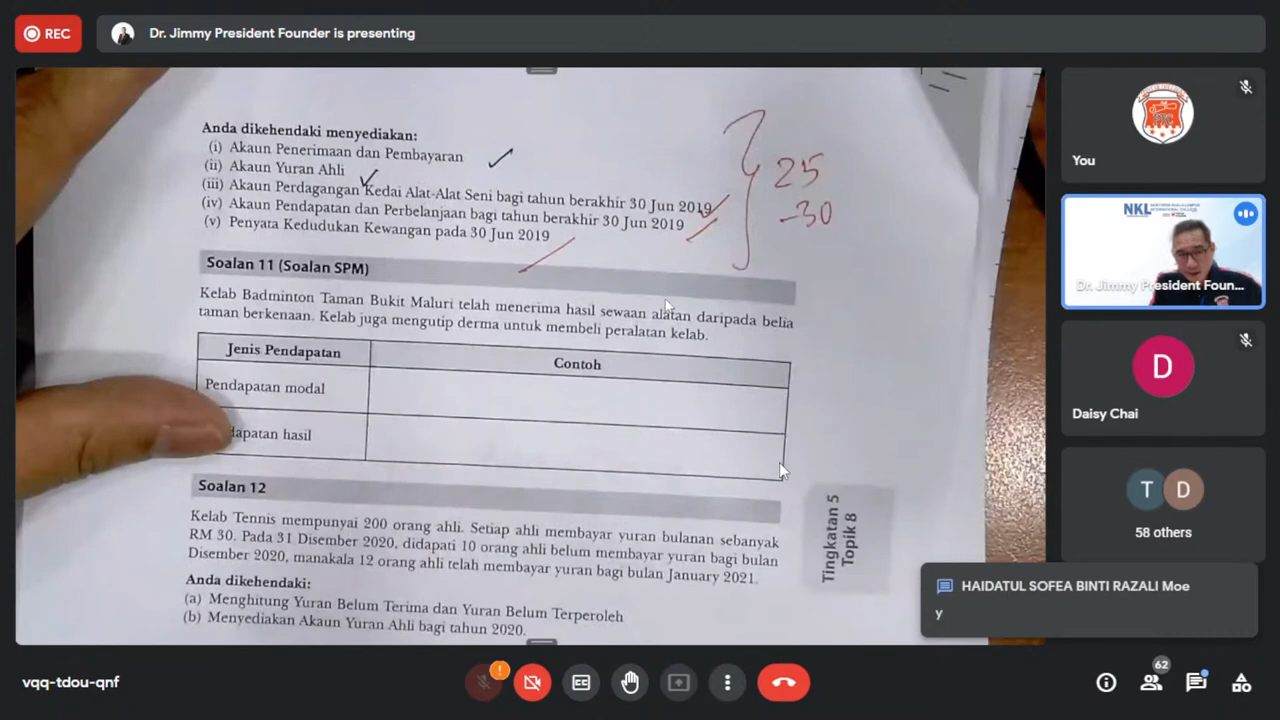 REC
Dr. Jimmy President Founder is presenting
Anda dikehendaki menyediakan:
(i) Akaun Penerimaan dan Pembayaran
(ii) Akaun Yuran Ahli
(iii) Akaun Perdagangan Kedai Alat-Alat Seni bagi tahun berakhir 30 Jun 2019
(iv) Akaun Pendapatan dan Perbelanjaan bagi tahun berakhir 30 Jun 2019
(v) Penyata Kedudukan Kewangan pada 30 Jun 2019
25
-30
Soalan 11 (Soalan SPM)
Kelab Badminton Taman Bukit Maluri telah menerima hasil sewaan alatan daripada belia
taman berkenaan. Kelab juga mengutip derma untuk membeli peralatan kelab.
Jenis Pendapatan
Contoh
Pendapatan modal
dapatan hasil
Soalan 12
Kelab Tennis mempunyai 200 orang ahli. Setiap ahli membayar yuran bulanan sebanyak
RM 30. Pada 31 Disember 2020, didapati 10 orang ahli belum membayar yuran bagi bulan
Disember 2020, manakala 12 orang ahli telah membayar yuran bagi bulan January 2021.
Anda dikehendaki:
(a) Menghitung Yuran Belum Terima dan Yuran Belum Terperoleh
(b) Menyediakan Akaun Yuran Ahli bagi tahun 2020.
Tingkatan 5
Topik 8
You
NKL
Dr. Jimmy President Foun...
D
Daisy Chai
T
D
58 others
HAIDATUL SOFEA BINTI RAZALI Moe
y
vqq-tdou-qnf
!
CC
62